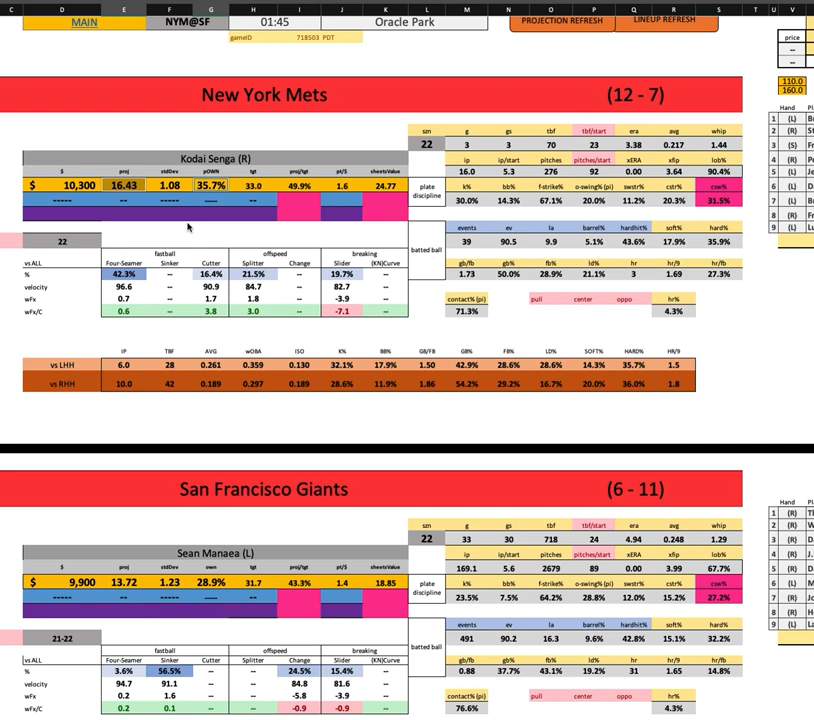 C D E F G H I J K L M N O P Q R S T U V
MAIN NYM@SF 01:45 Oracle Park PROJECTION REFRESH LINEUP REFRESH
gameID 718503 PDT
price
--
--
110.0
160.0
New York Mets (12 - 7)
Hand
szn g gs tbf tbf/start era avg whip
22 3 3 70 23 3.38 0.217 1.44
Kodai Senga (R)
ip ip/start pitches pitches/start xERA xfip lob%
$ proj stdDev pOWN tgt proj/tgt pt/$ sheetsValue
16.0 5.3 276 92 0.00 3.64 90.4%
$ 10,300 16.43 1.08 35.7% 33.0 49.9% 1.6 24.77
plate discipline
k% bb% f-strike% o-swing% (pi) swstr% cstr% csw%
----- -- ---- --
30.0% 14.3% 67.1% 20.0% 11.2% 20.3% 31.5%
1 (L)
2 (R)
3 (S)
4 (R)
5 (L)
6 (L)
7 (L)
8 (R)
9 (L)
events ev la barrel% hardhit% soft% hard%
22
39 90.5 9.9 5.1% 43.6% 17.9% 35.9%
batted ball
fastball offspeed breaking
vs ALL Four-Seamer Sinker Cutter Splitter Change Slider (KN)Curve
gb/fb gb% fb% ld% hr hr/9 hr/fb
% 42.3% -- 16.4% 21.5% -- 19.7% --
1.73 50.0% 28.9% 21.1% 3 1.69 27.3%
velocity 96.6 -- 90.9 84.7 -- 82.7 --
wFx 0.7 -- 1.7 1.8 -- -3.9 --
contact% (pi) pull center oppo hr%
wFx/C 0.6 -- 3.8 3.0 -- -7.1 --
71.3% 4.3%
IP TBF AVG wOBA ISO K% BB% GB/FB GB% FB% LD% SOFT% HARD% HR/9
vs LHH 6.0 28 0.261 0.359 0.130 32.1% 17.9% 1.50 42.9% 28.6% 28.6% 14.3% 35.7% 1.5
vs RHH 10.0 42 0.189 0.297 0.189 28.6% 11.9% 1.86 54.2% 29.2% 16.7% 20.0% 36.0% 1.8
San Francisco Giants (6 - 11)
Hand
szn g gs tbf tbf/start era avg whip
22 33 30 718 24 4.94 0.248 1.29
Sean Manaea (L)
ip ip/start pitches pitches/start xERA xfip lob%
$ proj stdDev own tgt proj/tgt pt/$ sheetsValue
169.1 5.6 2679 89 0.00 3.99 67.7%
$ 9,900 13.72 1.23 28.9% 31.7 43.3% 1.4 18.85
plate discipline
k% bb% f-strike% o-swing% (pi) swstr% cstr% csw%
----- -- ---- --
23.5% 7.5% 64.2% 28.8% 12.0% 15.2% 27.2%
1 (R)
2 (R)
3 (R)
4 (R)
5 (R)
6 (L)
7 (R)
8 (R)
9 (L)
events ev la barrel% hardhit% soft% hard%
21-22
491 90.2 16.3 9.6% 42.8% 15.1% 32.2%
batted ball
fastball offspeed breaking
vs ALL Four-Seamer Sinker Cutter Splitter Change Slider (KN)Curve
gb/fb gb% fb% ld% hr hr/9 hr/fb
% 3.6% 56.5% -- -- 24.5% 15.4% --
0.88 37.7% 43.1% 19.2% 31 1.65 14.8%
velocity 94.7 91.1 -- -- 84.8 81.6 --
wFx 0.2 1.6 -- -- -5.8 -3.9 --
contact% (pi) pull center oppo hr%
wFx/C 0.2 0.1 -- -- -0.9 -0.9 --
76.6% 4.3%